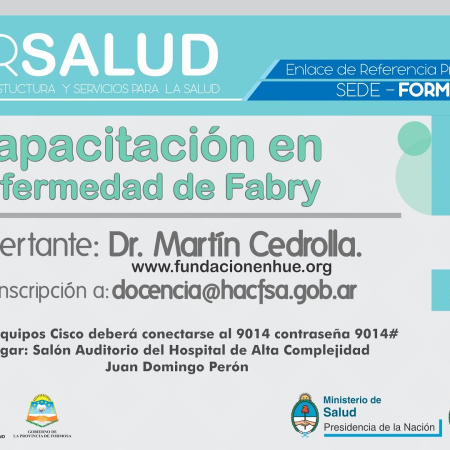 RSALUD
STUCTURA Y SERVICIOS PARA LA SALUD
Enlace de Referencia Pr
SEDE - FORM
apacitación en
fermedad de Fabry
ertante: Dr. Martín Cedrolla.
www.fundacionenhue.org
nscripción a: docencia@hacfsa.gob.ar
quipos Cisco deberá conectarse al 9014 contraseña 9014#
gar: Salón Auditorio del Hospital de Alta Complejidad
Juan Domingo Perón
GOBIERNO DE
LA PROVINCIA DE FORMOSA
Ministerio de
Salud
Presidencia de la Nación